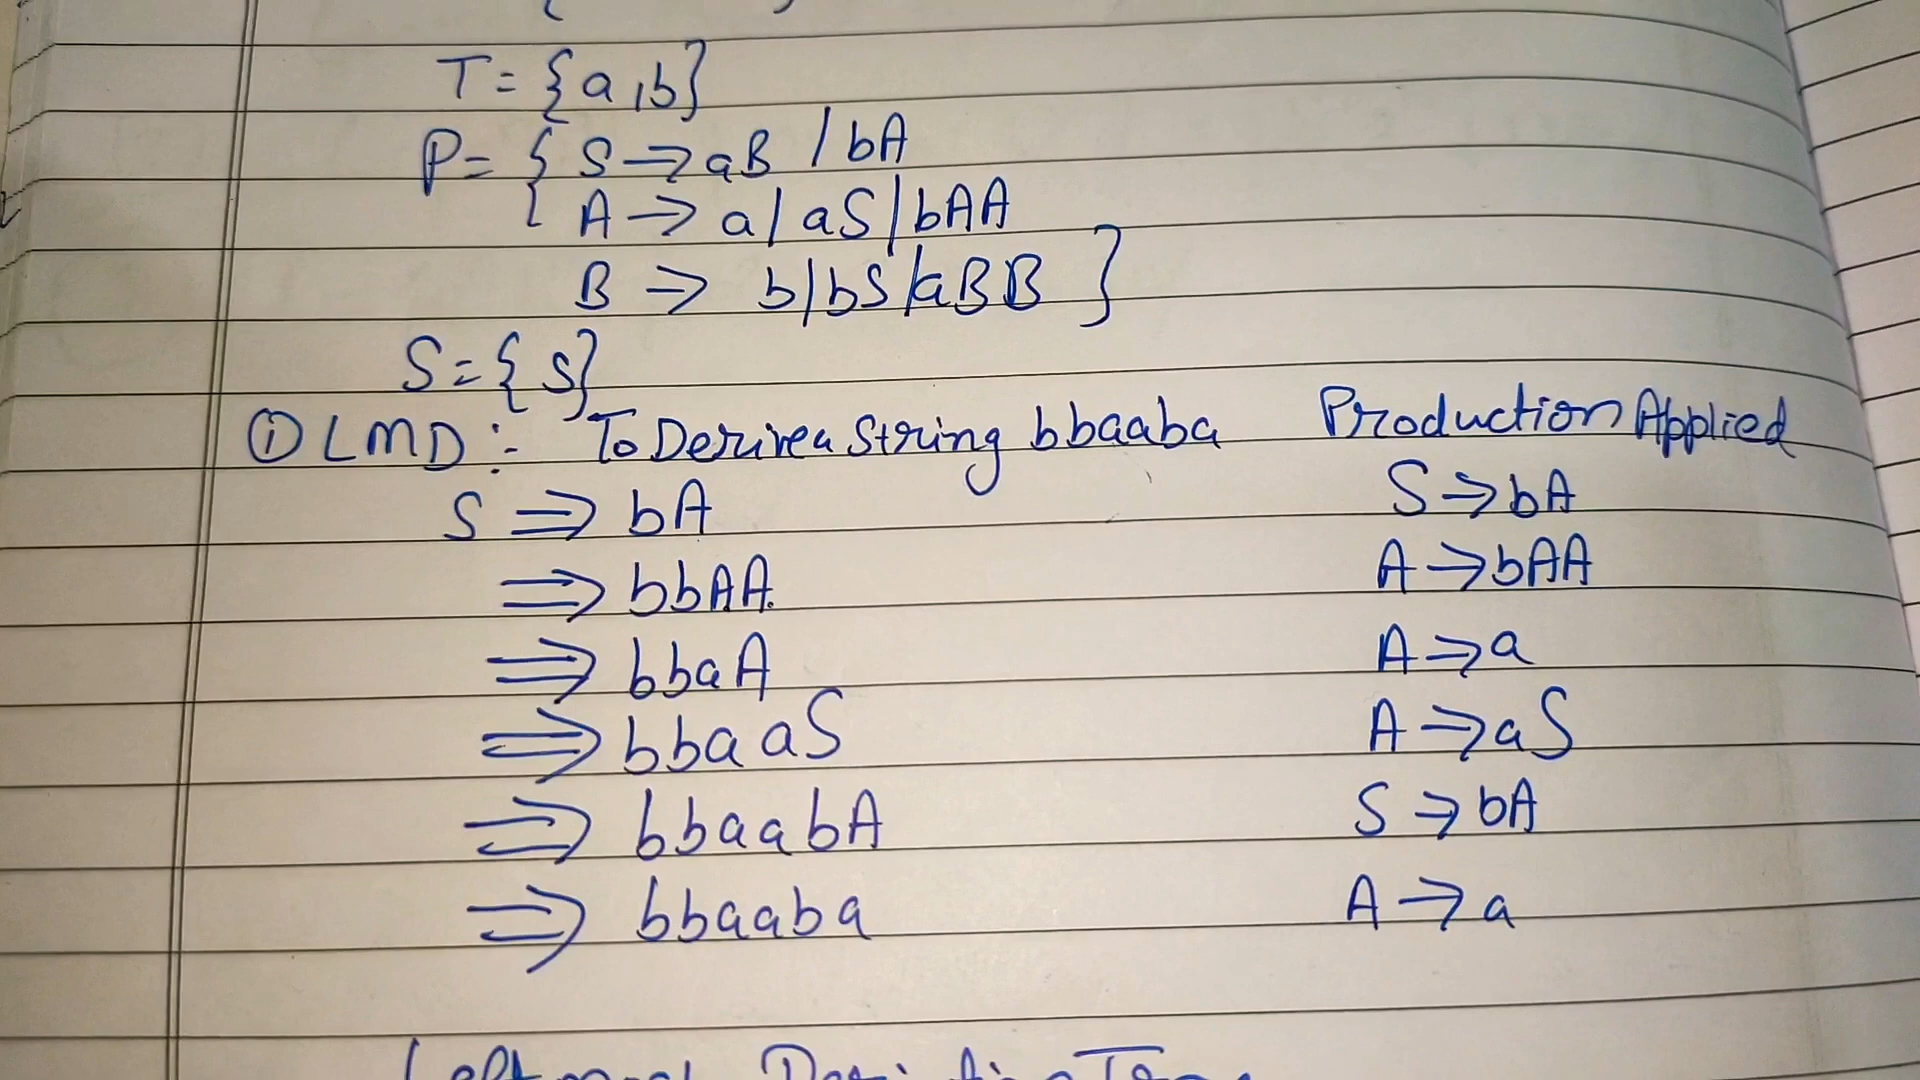 T = {a,b}
P = { S → aB / bA
A → a | aS | bAA
B → b | bS | aBB }
S = {S}
① LMD :- To Derive a String bbaaba Production Applied
S ⇒ bA S → bA
⇒ bbAA. A → bAA
⇒ bbaA A → a
⇒ bbaaS A → aS
⇒ bbaabA S → bA
⇒ bbaaba A → a